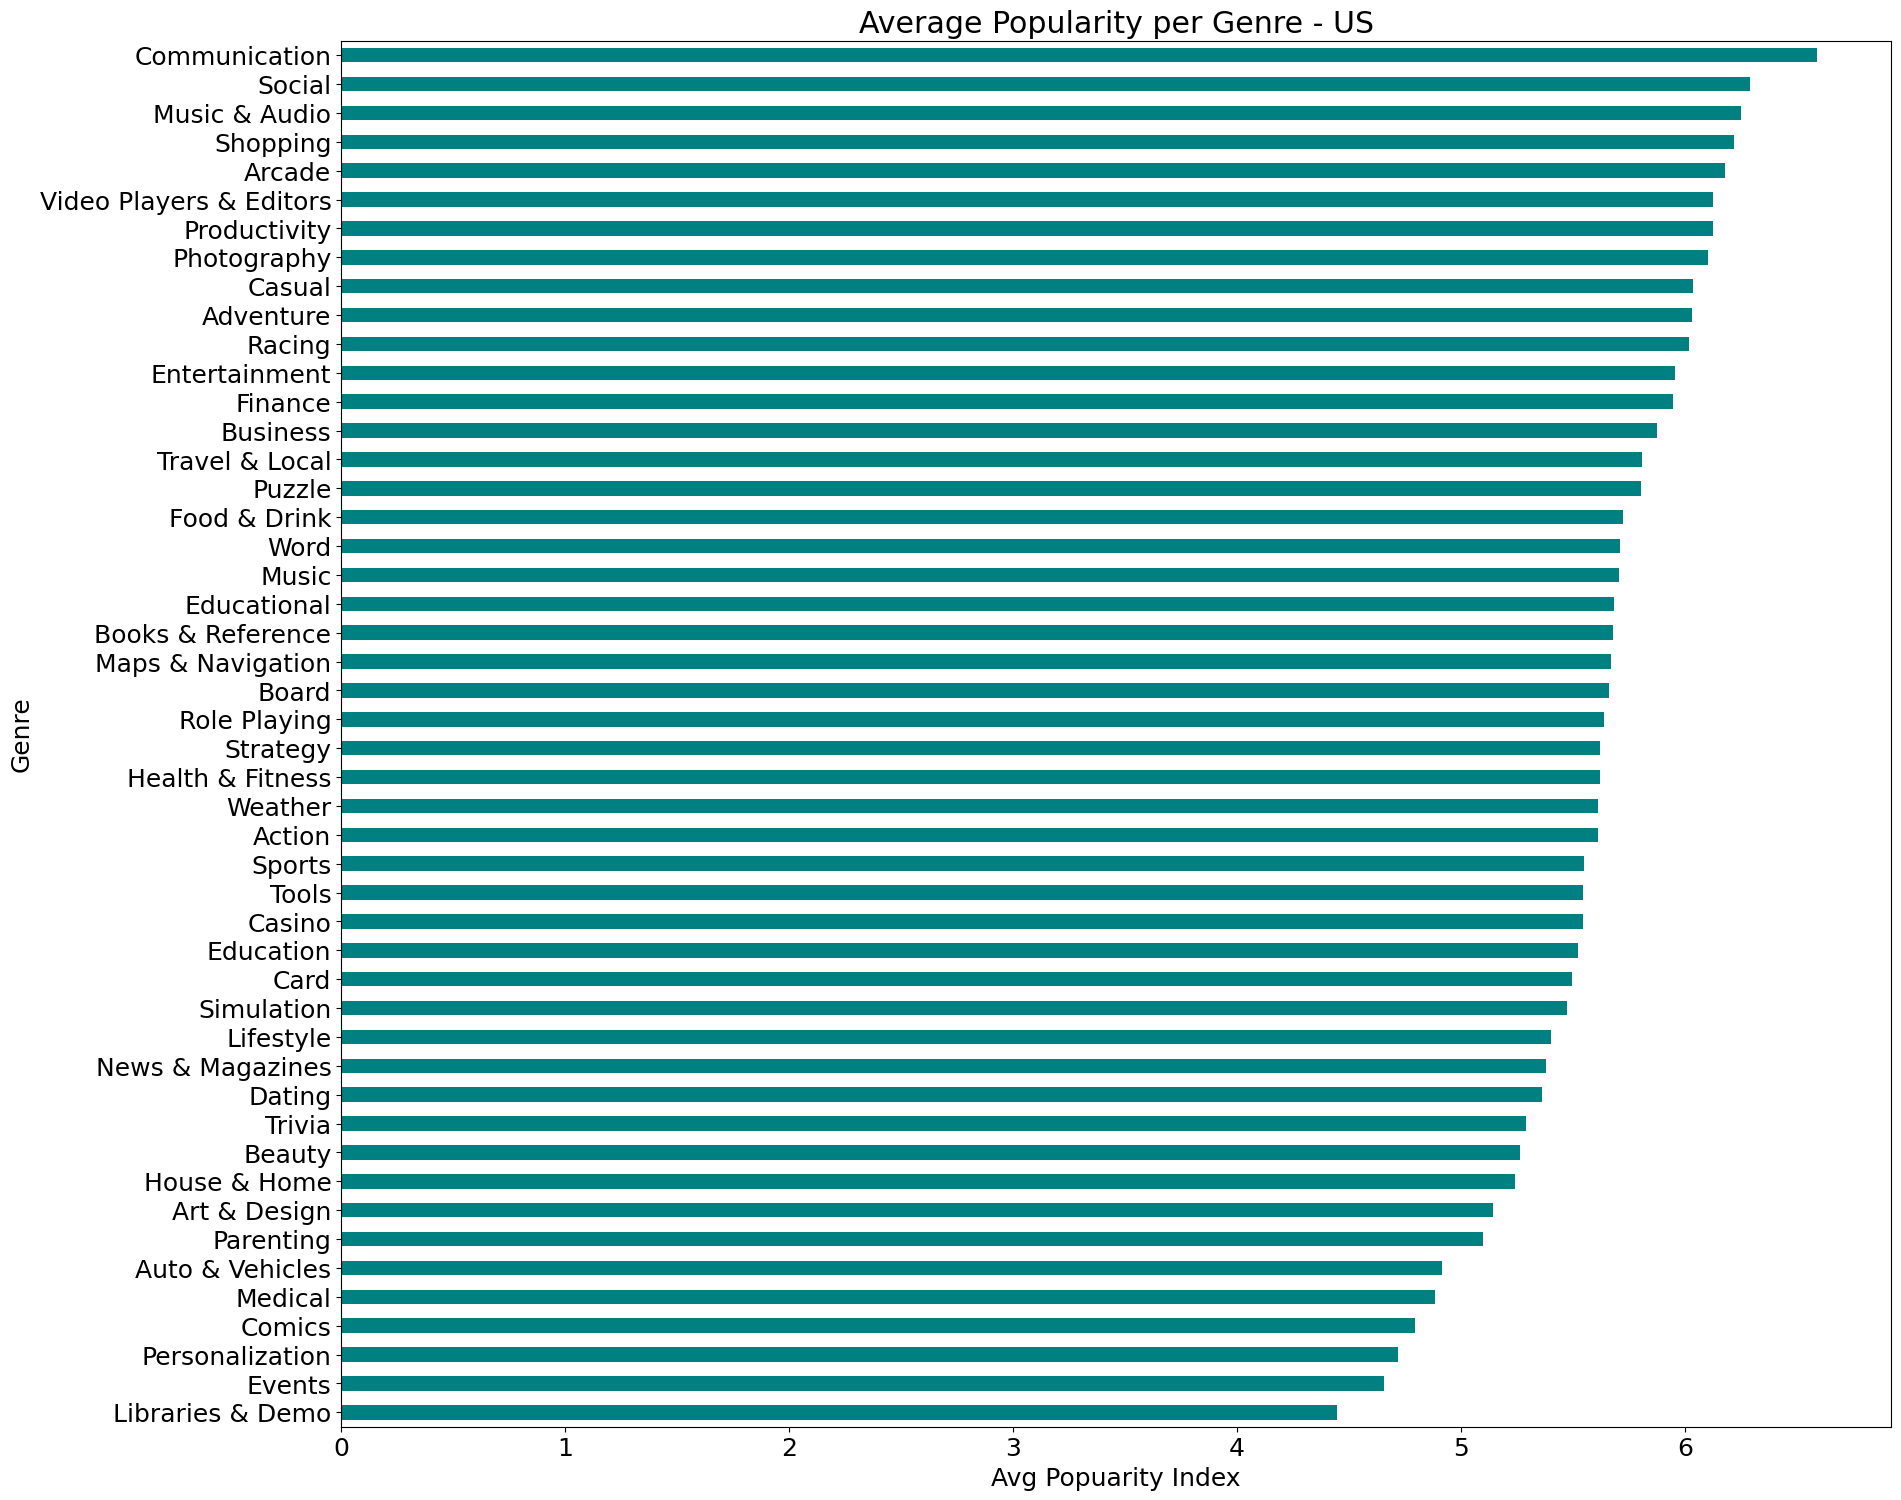 Average Popularity per Genre - US
Communication
Social
Music & Audio
Shopping
Arcade
Video Players & Editors
Productivity
Photography
Casual
Adventure
Racing
Entertainment
Finance
Business
Travel & Local
Puzzle
Food & Drink
Word
Music
Educational
Books & Reference
Maps & Navigation
Board
Role Playing
Strategy
Health & Fitness
Weather
Action
Sports
Tools
Casino
Education
Card
Simulation
Lifestyle
News & Magazines
Dating
Trivia
Beauty
House & Home
Art & Design
Parenting
Auto & Vehicles
Medical
Comics
Personalization
Events
Libraries & Demo
Genre
0 1 2 3 4 5 6
Avg Popuarity Index